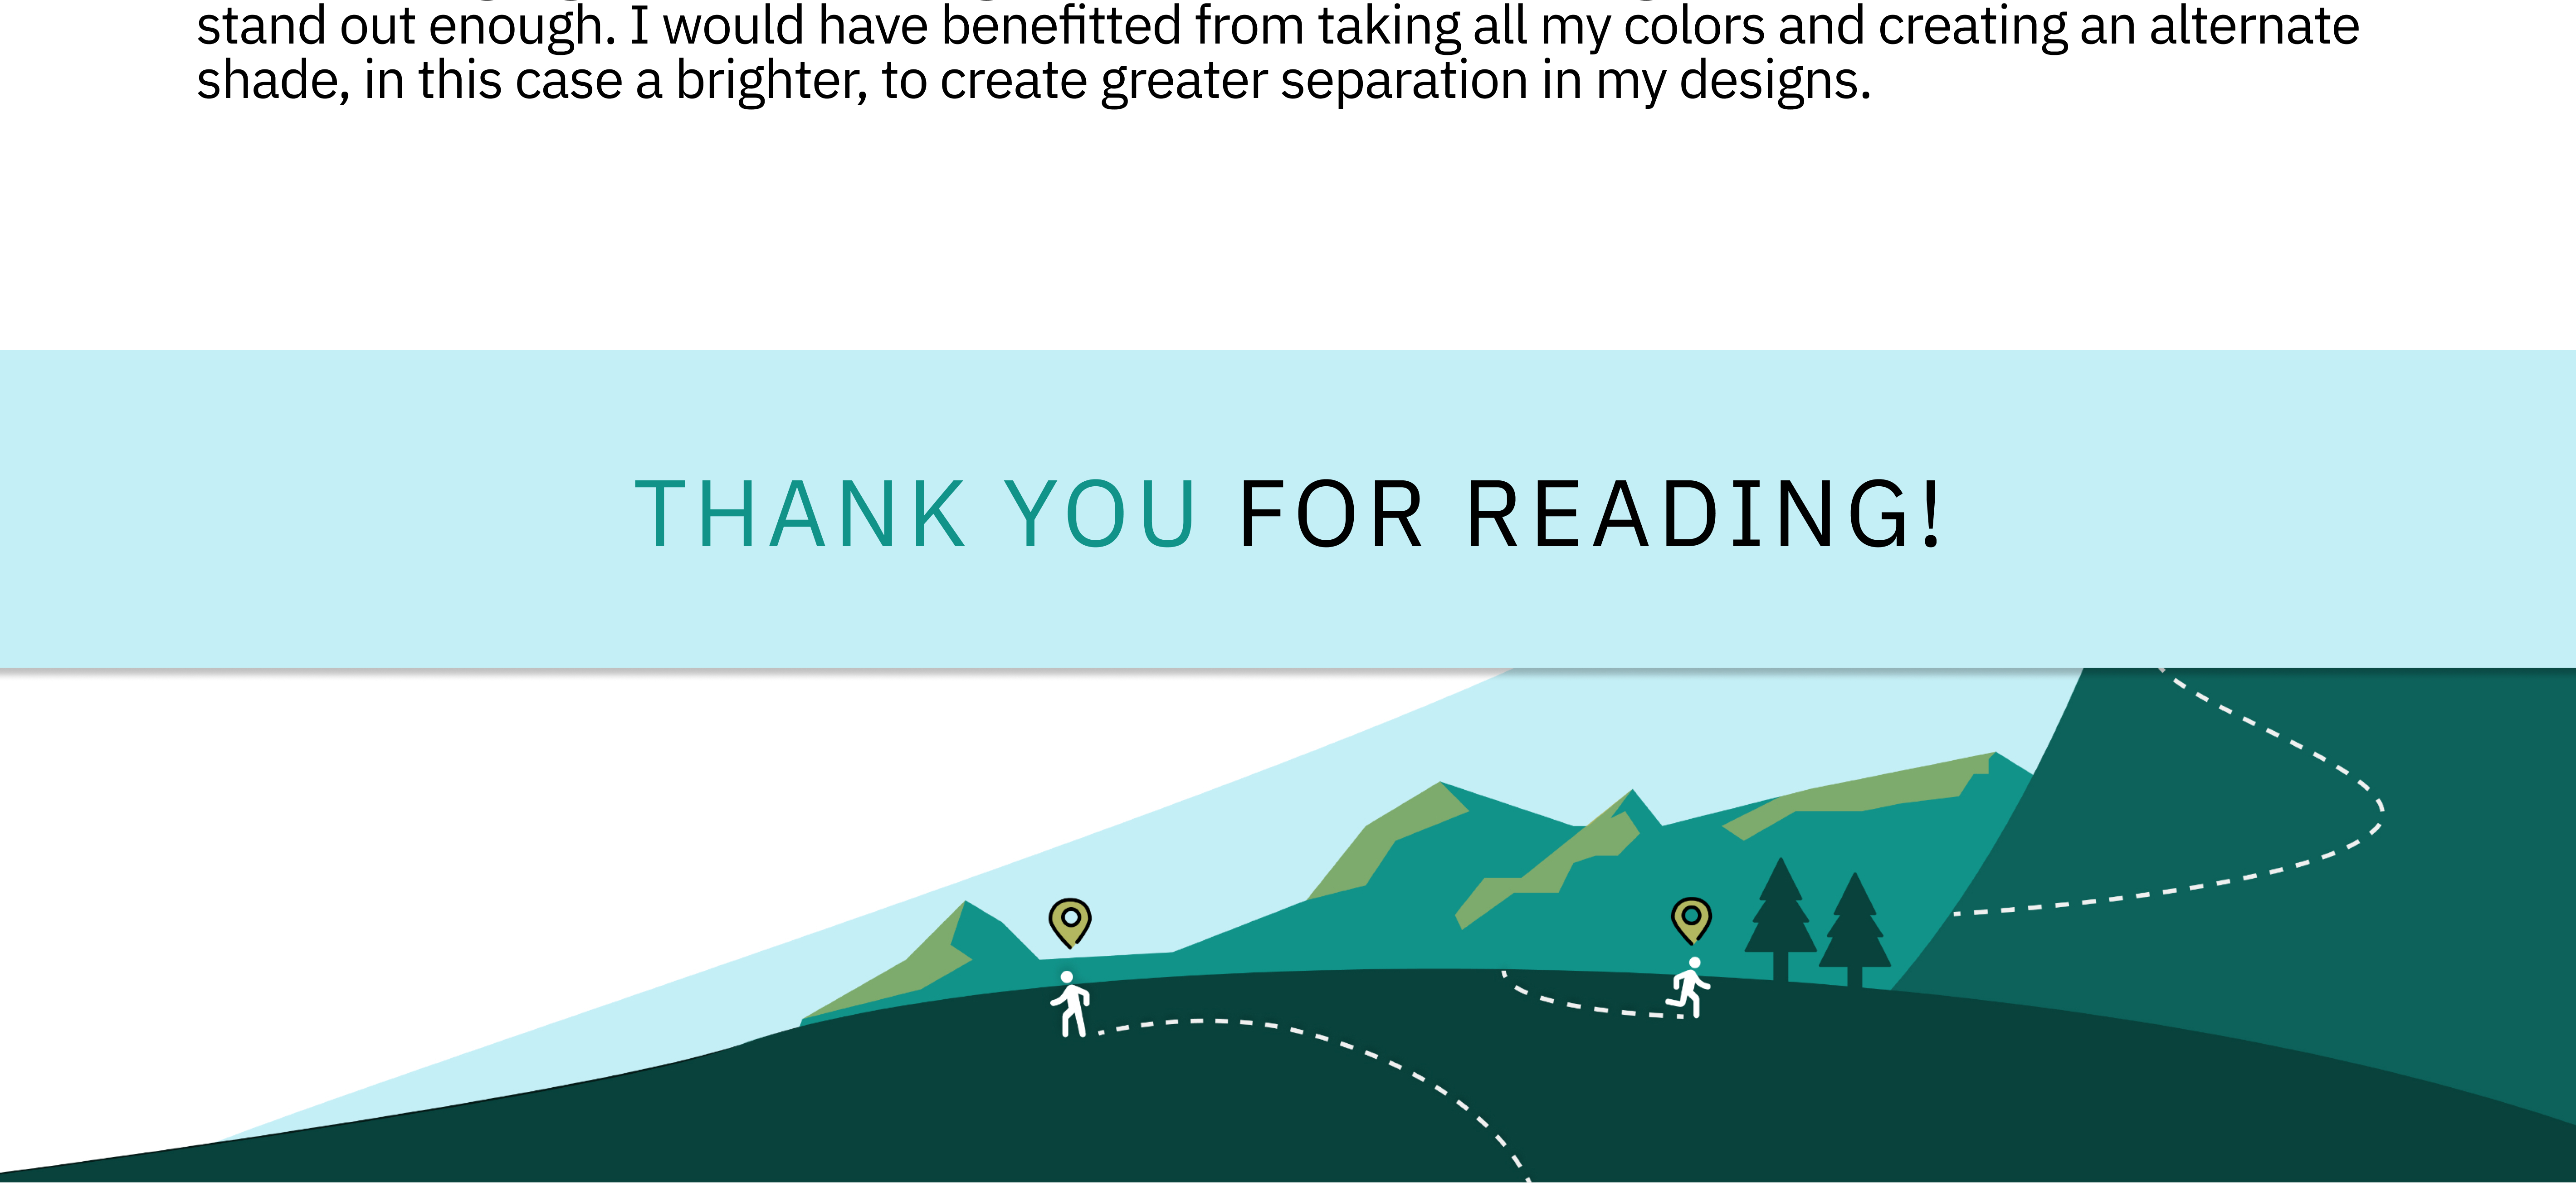 stand out enough. I would have benefitted from taking all my colors and creating an alternate
shade, in this case a brighter, to create greater separation in my designs.
THANK YOU FOR READING!